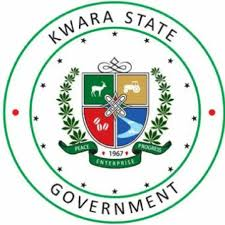 KWARA STATE
1967
PEACE
PROGRESS
ENTERPRISE
GOVERNMENT